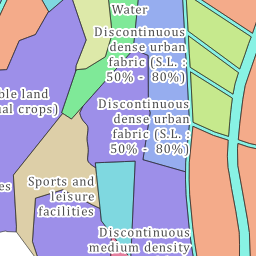 Water
Discontinuous
dense urban
fabric (S.L. :
50% - 80%)
ble land
ual crops)
Discontinuous
dense urban
fabric (S.L. :
50% - 80%)
es
Sports and
leisure
facilities
Discontinuous
medium density